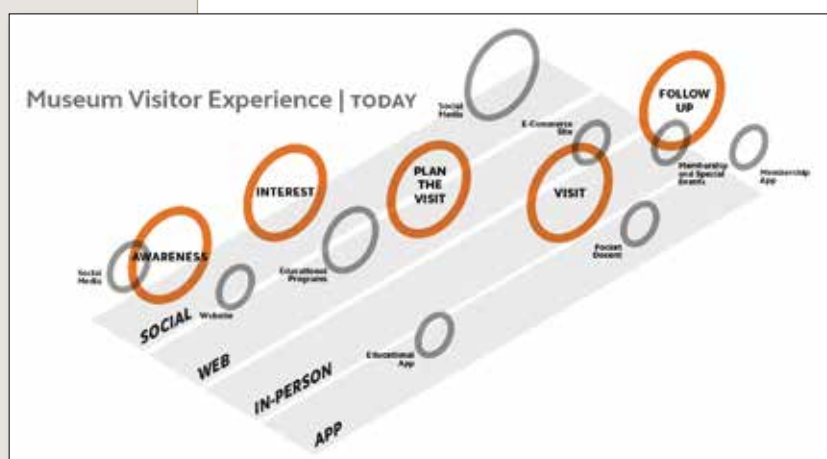 Museum Visitor Experience | TODAY
Social
Media
FOLLOW
UP
E-Commerce
Site
PLAN
THE
VISIT
INTEREST
VISIT
Membership
and Special
Events
Membership
App
AWARENESS
Social
Media
Educational
Programs
Pocket
Docent
Website
SOCIAL
WEB
IN-PERSON
APP
Educational
App